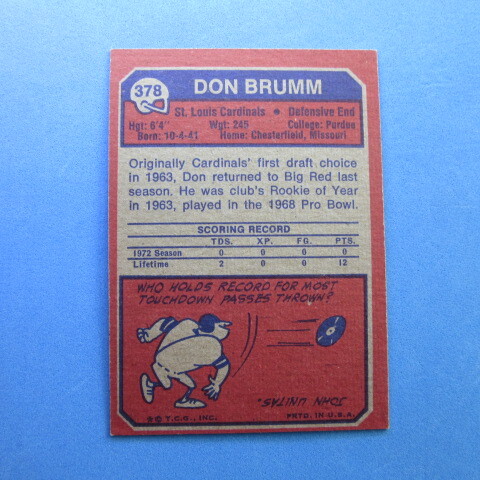 378 DON BRUMM
St. Louis Cardinals • Defensive End
Hgt: 6'4" Wgt: 245 College: Purdue
Born: 10-4-41 Home: Chesterfield, Missouri
Originally Cardinals' first draft choice
in 1963, Don returned to Big Red last
season. He was club's Rookie of Year
in 1963, played in the 1968 Pro Bowl.
SCORING RECORD
TDS. XP. FG. PTS.
1972 Season 0 0 0 0
Lifetime 2 0 0 12
WHO HOLDS RECORD FOR MOST
TOUCHDOWN PASSES THROWN?
JOHN UNITAS.
© T.C.G., INC. PRTD. IN U.S.A.